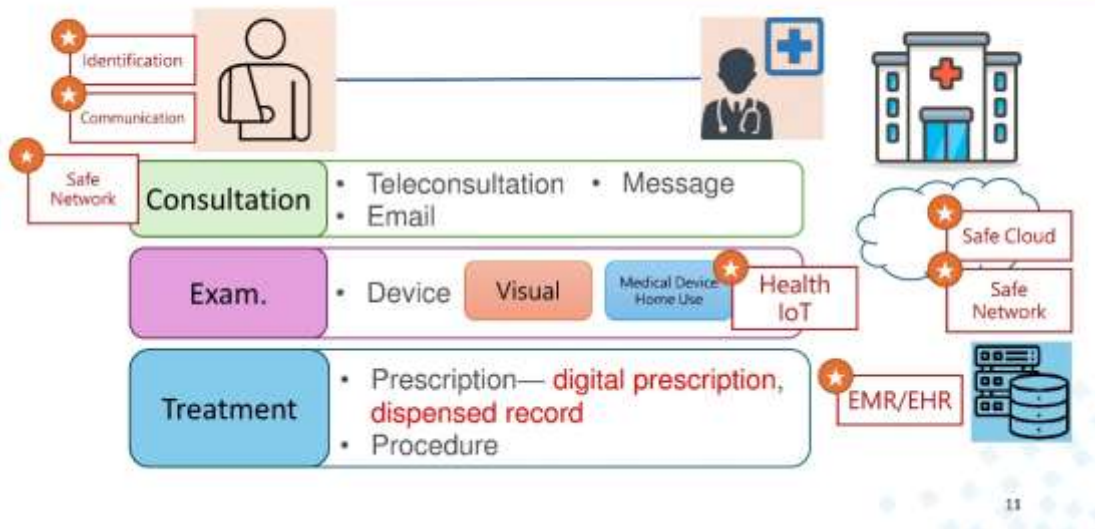 Identification
Communication
Safe
Network
Consultation
• Teleconsultation • Message
• Email
Safe Cloud
Safe
Network
Exam.
• Device
Visual
Medical Device
Home Use
Health
IoT
Treatment
• Prescription— digital prescription,
dispensed record
• Procedure
EMR/EHR
11